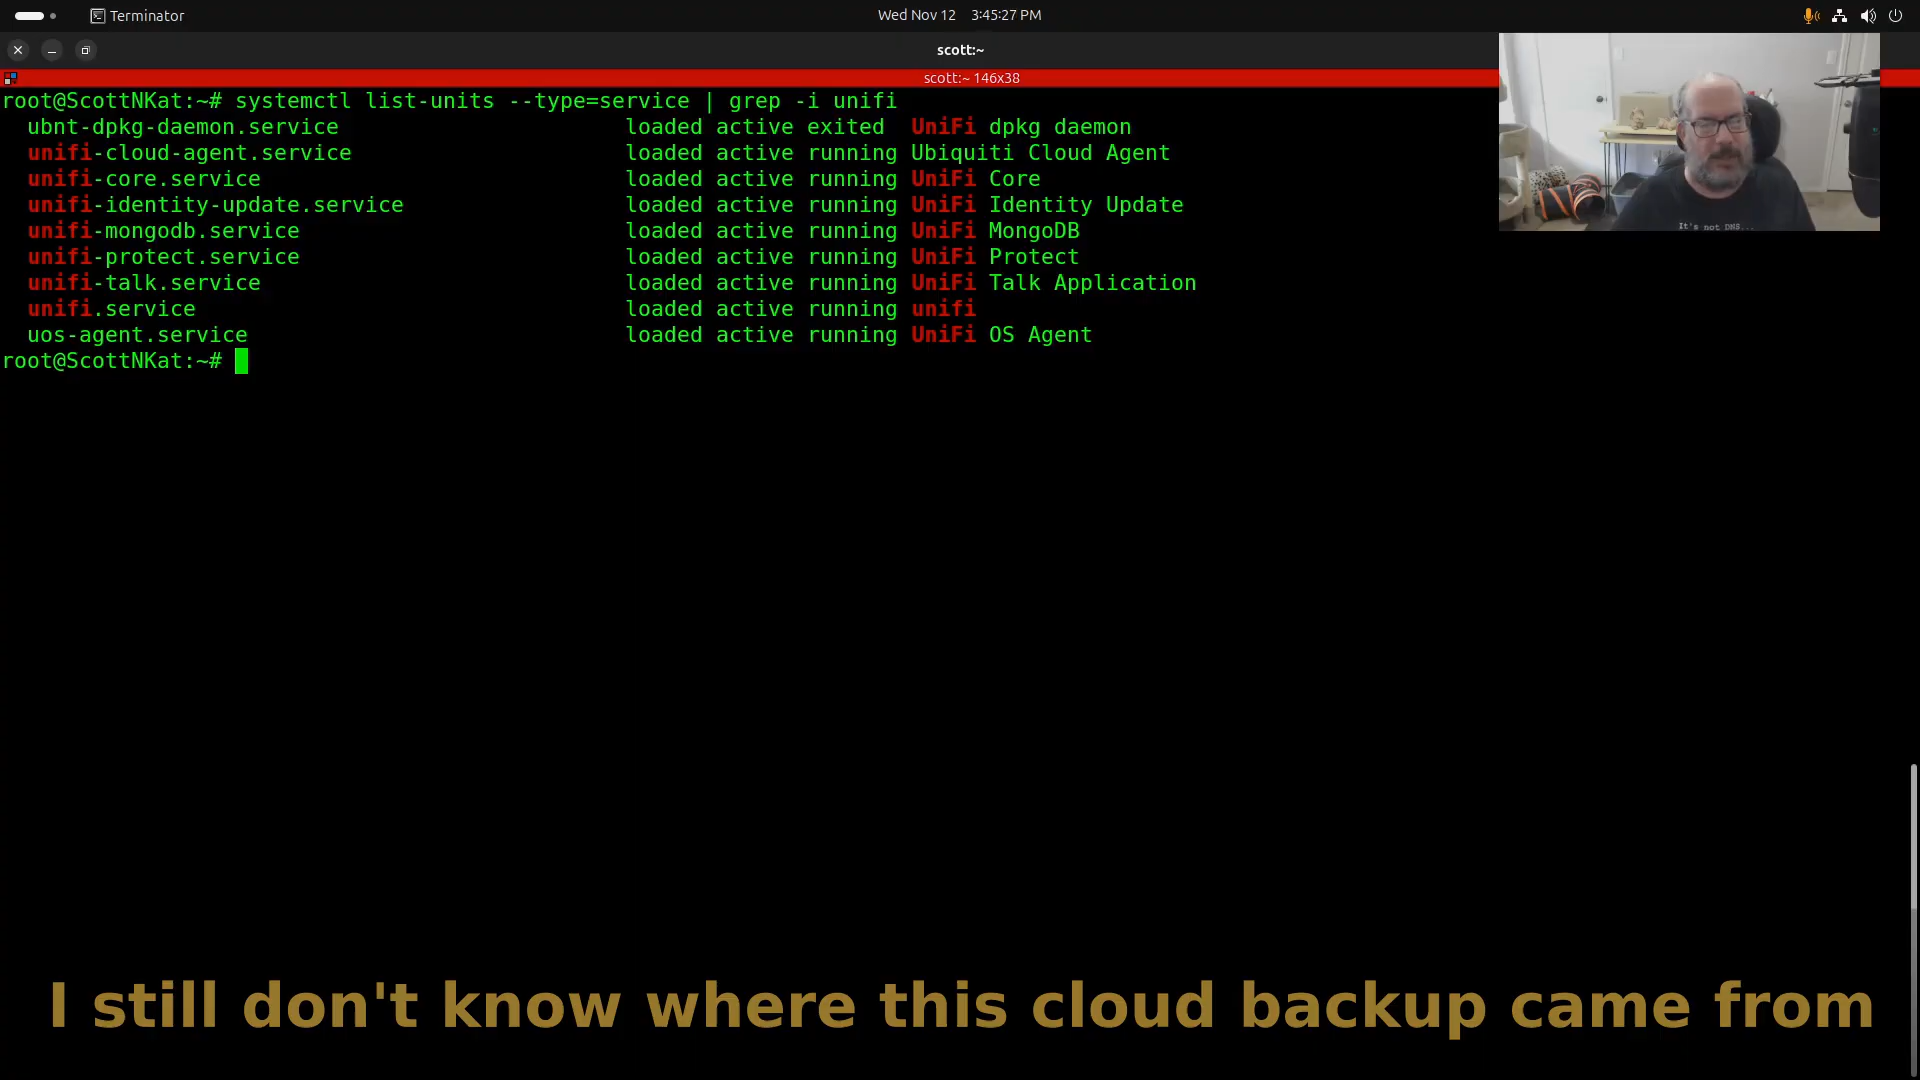 Terminator
Wed Nov 12 3:45:27 PM
scott:~
scott:~ 146x38
root@ScottNKat:~# systemctl list-units --type=service | grep -i unifi
ubnt-dpkg-daemon.service loaded active exited UniFi dpkg daemon
unifi-cloud-agent.service loaded active running Ubiquiti Cloud Agent
unifi-core.service loaded active running UniFi Core
unifi-identity-update.service loaded active running UniFi Identity Update
unifi-mongodb.service loaded active running UniFi MongoDB
unifi-protect.service loaded active running UniFi Protect
unifi-talk.service loaded active running UniFi Talk Application
unifi.service loaded active running unifi
uos-agent.service loaded active running UniFi OS Agent
root@ScottNKat:~#
It's not DNS...
I still don't know where this cloud backup came from